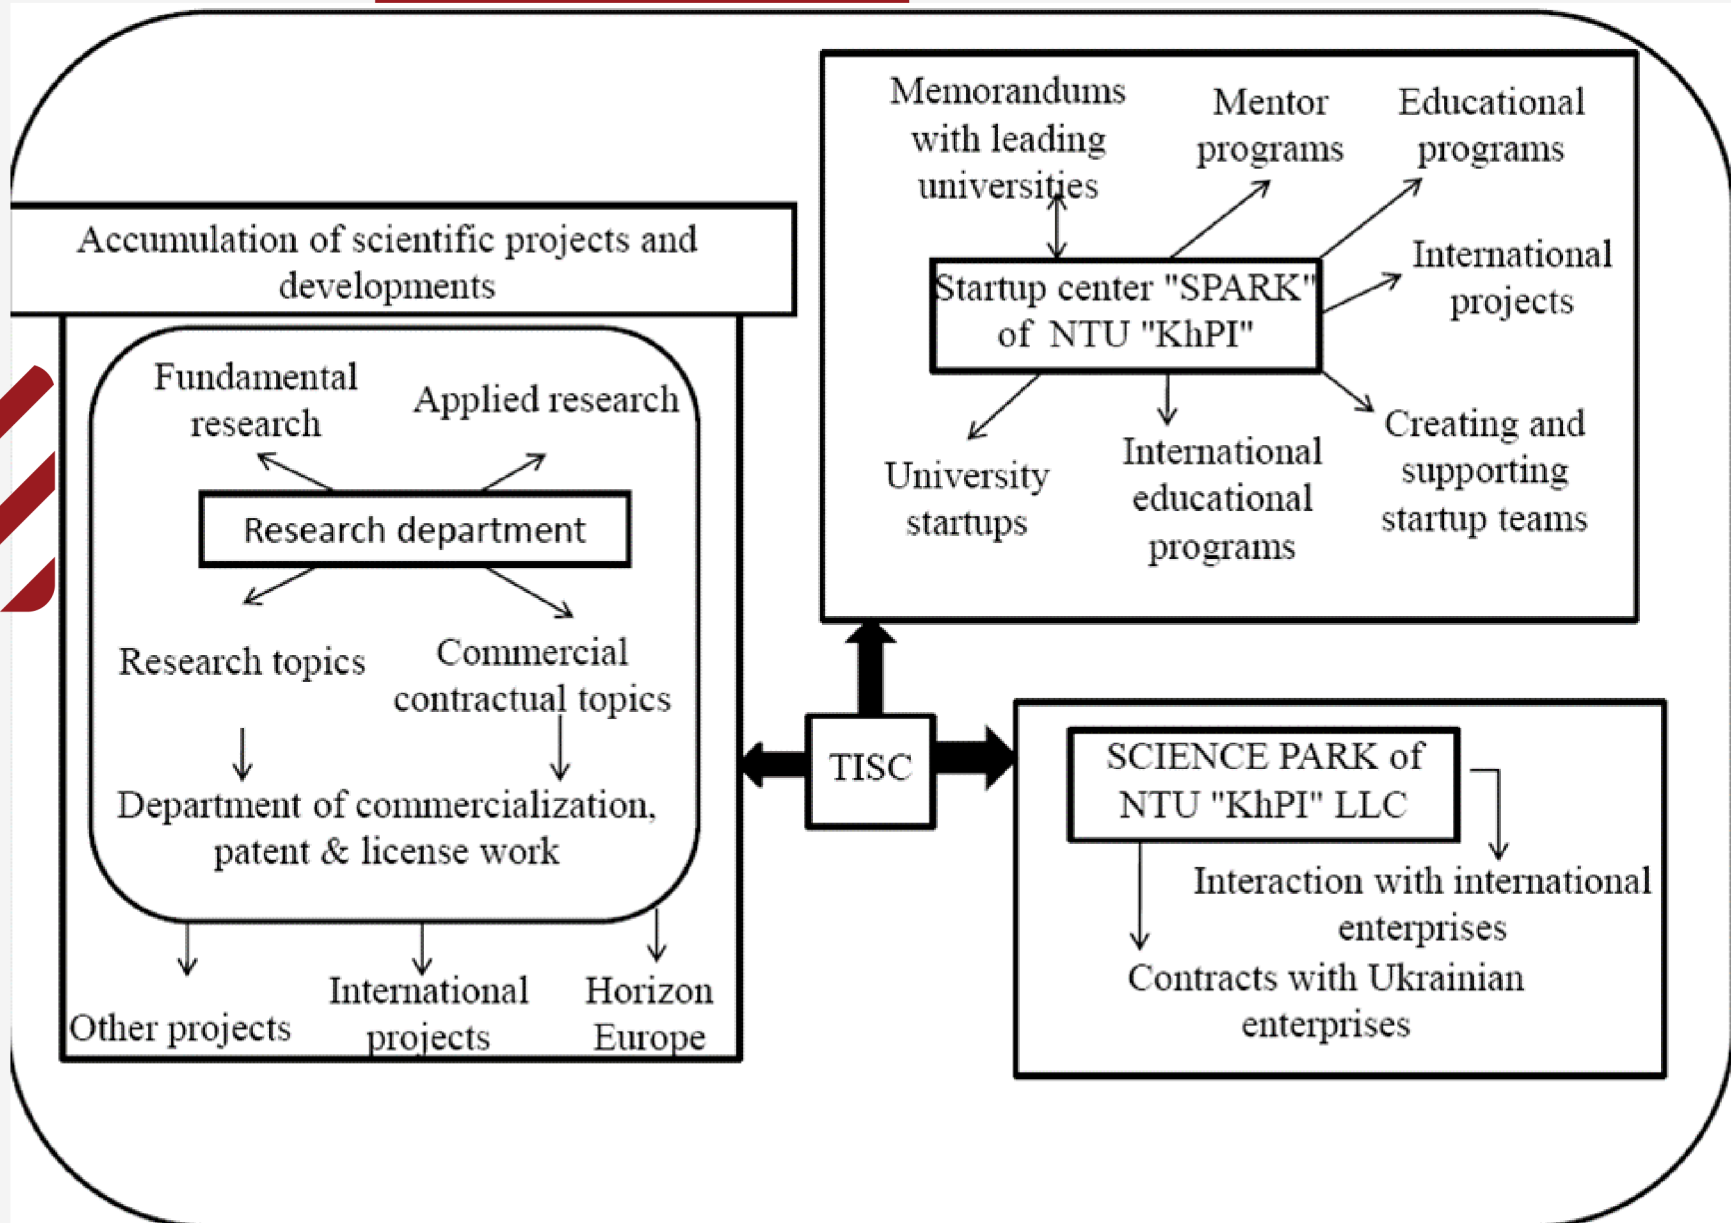 Accumulation of scientific projects and
developments
Fundamental
research
Applied research
Research department
Research topics
Commercial
contractual topics
Department of commercialization,
patent & license work
Other projects
International
projects
Horizon
Europe
Memorandums
with leading
universities
Mentor
programs
Educational
programs
Startup center "SPARK"
of NTU "KhPI"
International
projects
University
startups
International
educational
programs
Creating and
supporting
startup teams
TISC
SCIENCE PARK of
NTU "KhPI" LLC
Interaction with international
enterprises
Contracts with Ukrainian
enterprises